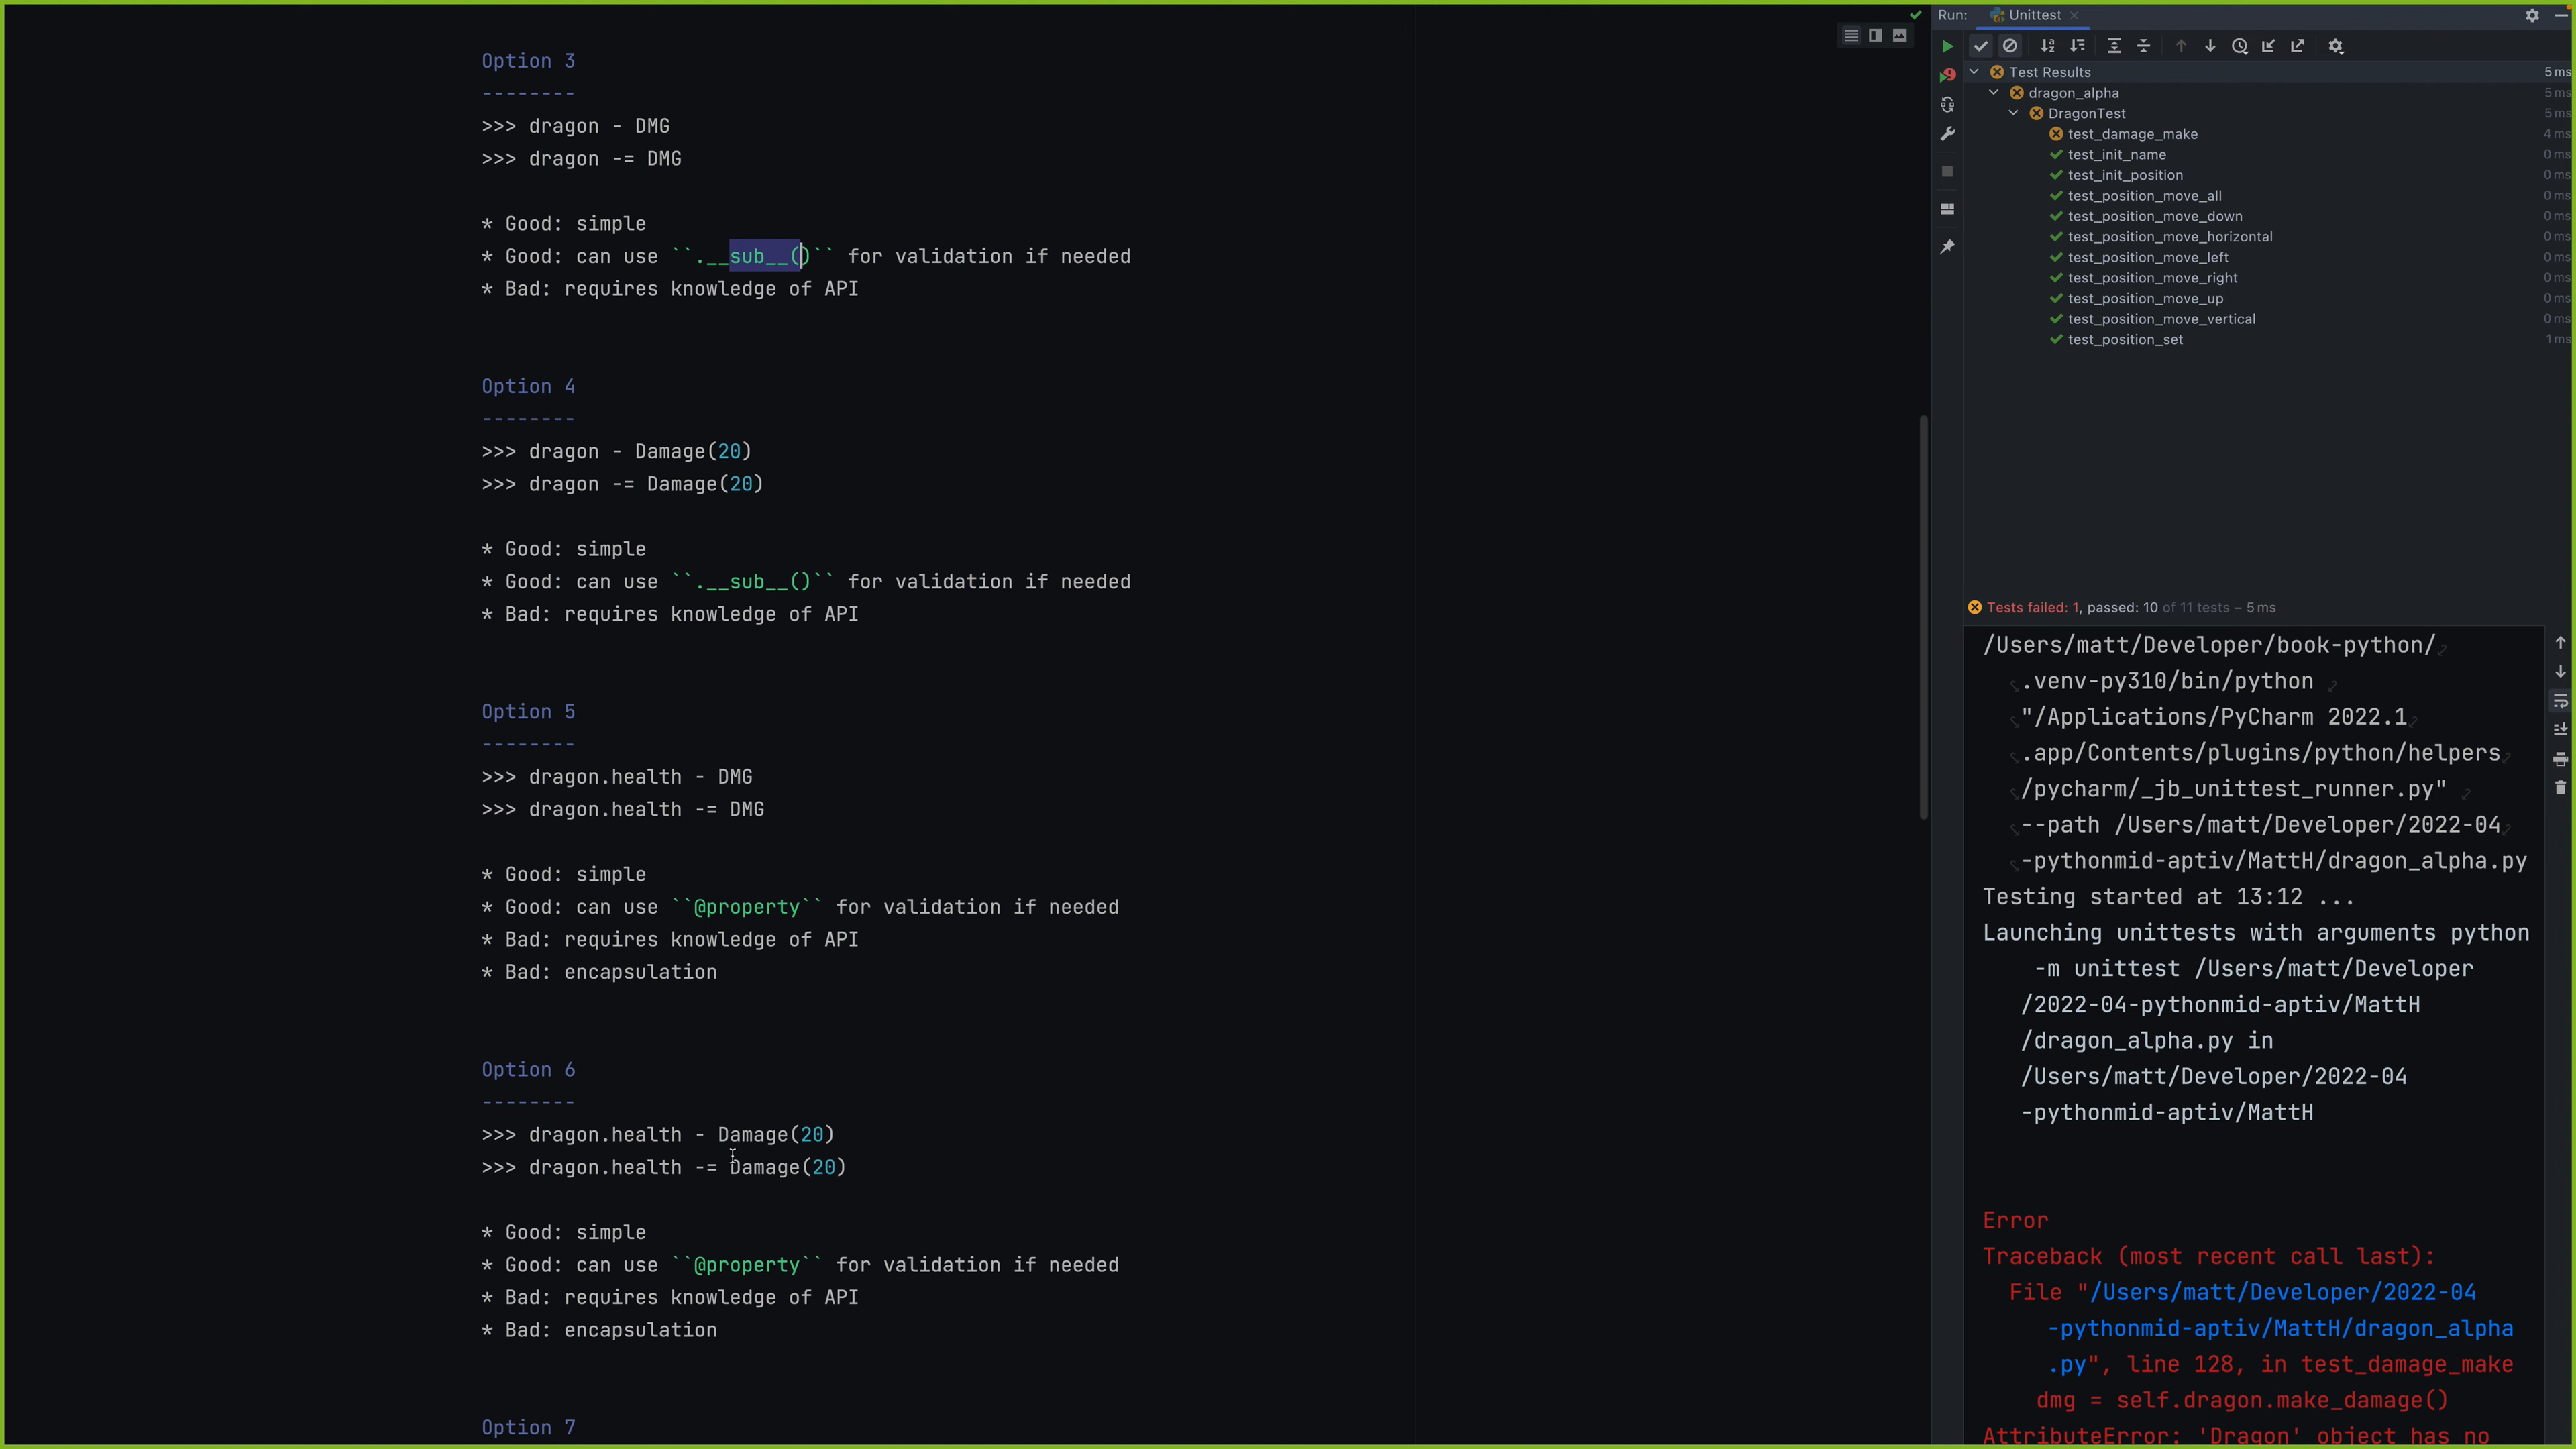 Option 3
--------
>>> dragon - DMG
>>> dragon -= DMG
* Good: simple
* Good: can use ``.__sub__()`` for validation if needed
* Bad: requires knowledge of API
Option 4
--------
>>> dragon - Damage(20)
>>> dragon -= Damage(20)
* Good: simple
* Good: can use ``.__sub__()`` for validation if needed
* Bad: requires knowledge of API
Option 5
--------
>>> dragon.health - DMG
>>> dragon.health -= DMG
* Good: simple
* Good: can use ``@property`` for validation if needed
* Bad: requires knowledge of API
* Bad: encapsulation
Option 6
--------
>>> dragon.health - Damage(20)
>>> dragon.health -= Damage(20)
* Good: simple
* Good: can use ``@property`` for validation if needed
* Bad: requires knowledge of API
* Bad: encapsulation
Option 7
Run: Unittest
Test Results 5 ms
dragon_alpha 5 ms
DragonTest 5 ms
test_damage_make 4 ms
test_init_name 0 ms
test_init_position 0 ms
test_position_move_all 0 ms
test_position_move_down 0 ms
test_position_move_horizontal 0 ms
test_position_move_left 0 ms
test_position_move_right 0 ms
test_position_move_up 0 ms
test_position_move_vertical 0 ms
test_position_set 1 ms
Tests failed: 1, passed: 10 of 11 tests – 5 ms
/Users/matt/Developer/book-python/
.venv-py310/bin/python
"/Applications/PyCharm 2022.1
.app/Contents/plugins/python/helpers
/pycharm/_jb_unittest_runner.py"
--path /Users/matt/Developer/2022-04
-pythonmid-aptiv/MattH/dragon_alpha.py
Testing started at 13:12 ...
Launching unittests with arguments python
-m unittest /Users/matt/Developer
/2022-04-pythonmid-aptiv/MattH
/dragon_alpha.py in
/Users/matt/Developer/2022-04
-pythonmid-aptiv/MattH
Error
Traceback (most recent call last):
File "/Users/matt/Developer/2022-04
-pythonmid-aptiv/MattH/dragon_alpha
.py", line 128, in test_damage_make
dmg = self.dragon.make_damage()
AttributeError: 'Dragon' object has no